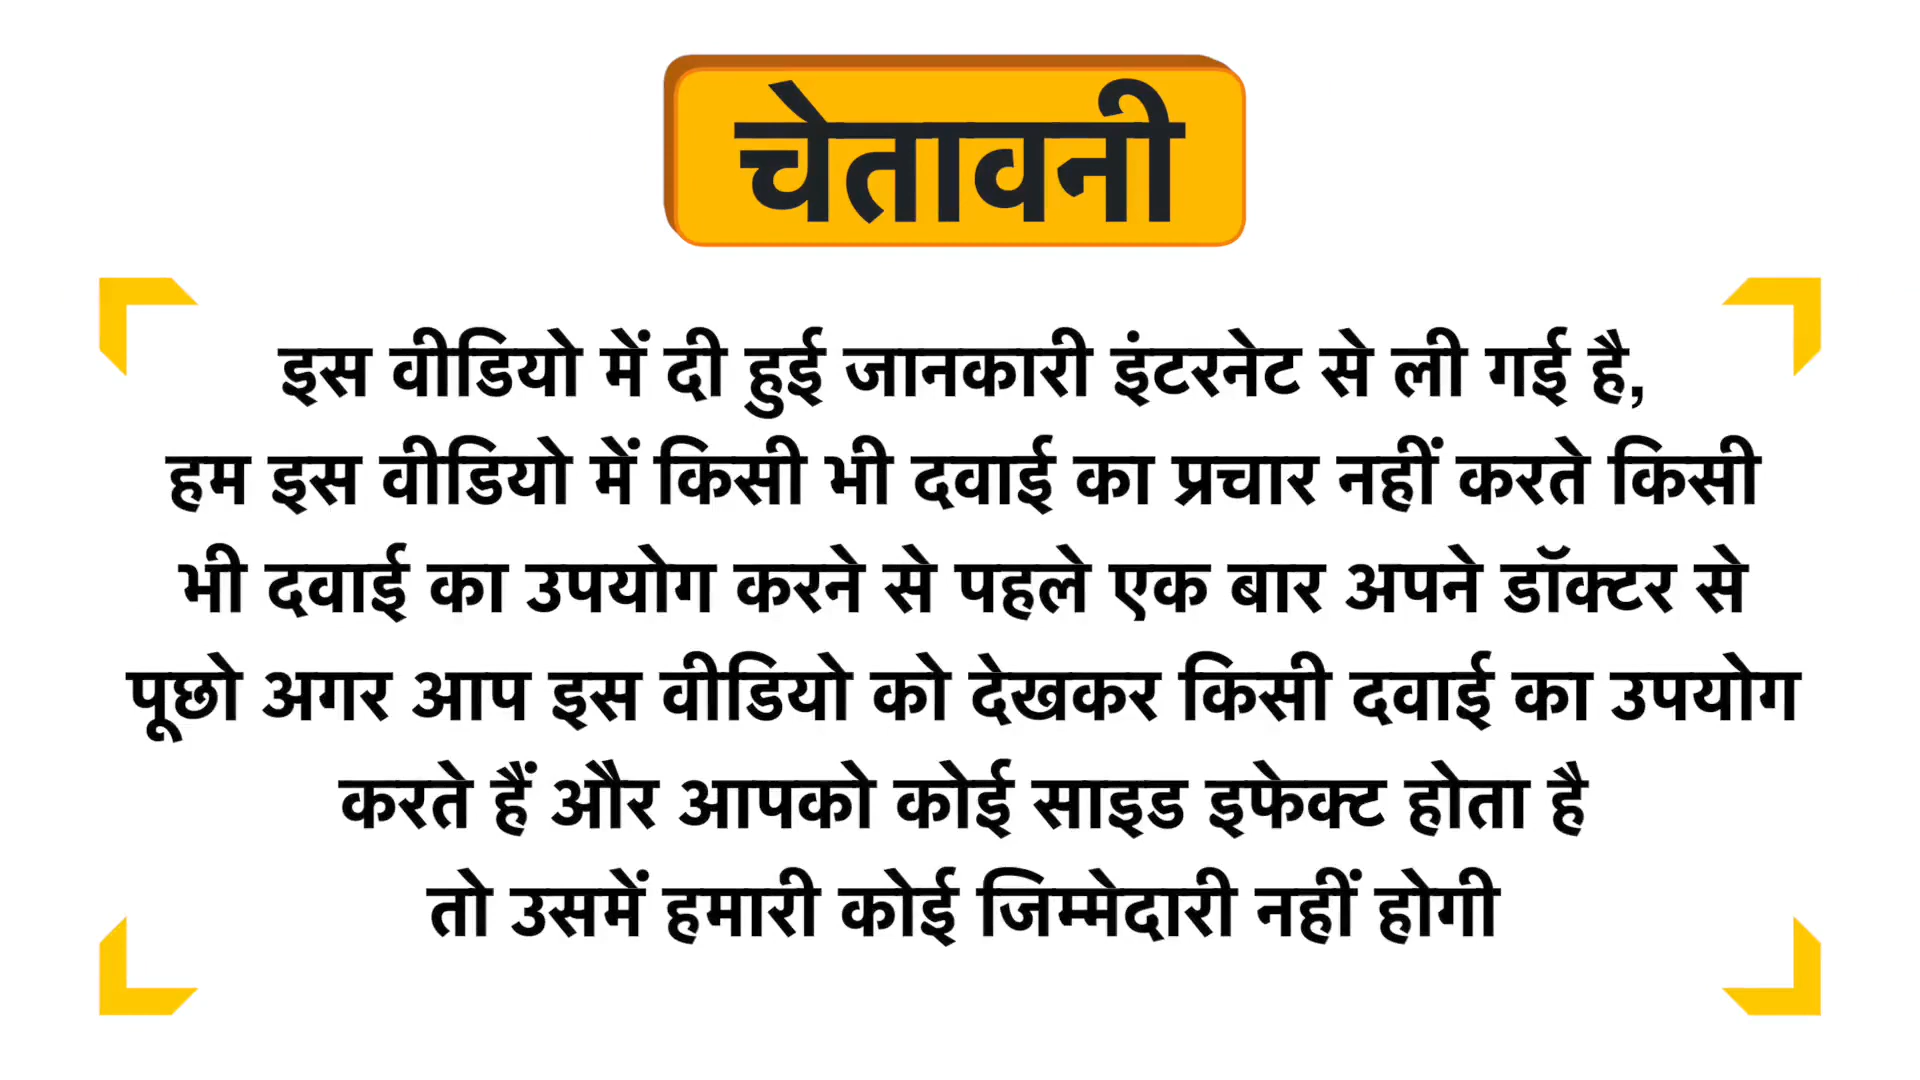 चेतावनी
इस वीडियो में दी हुई जानकारी इंटरनेट से ली गई है,
हम इस वीडियो में किसी भी दवाई का प्रचार नहीं करते किसी
भी दवाई का उपयोग करने से पहले एक बार अपने डॉक्टर से
पूछो अगर आप इस वीडियो को देखकर किसी दवाई का उपयोग
करते हैं और आपको कोई साइड इफेक्ट होता है
तो उसमें हमारी कोई जिम्मेदारी नहीं होगी